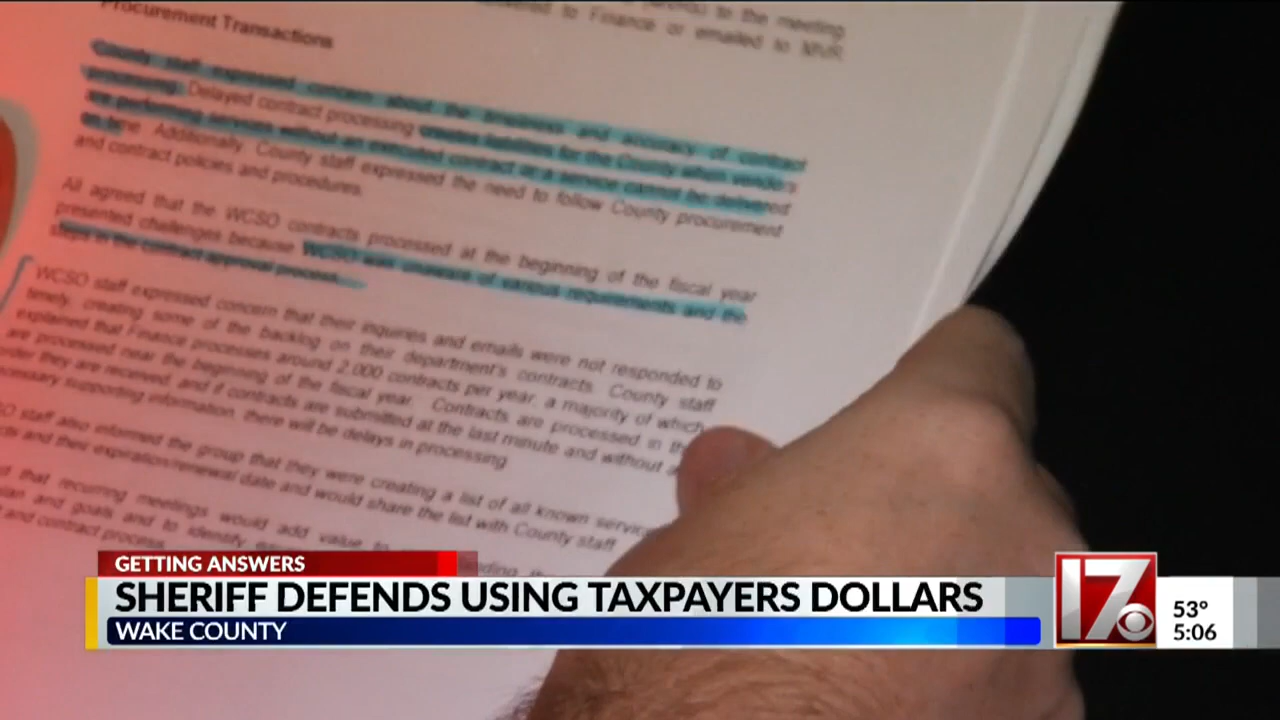 (Grants) to the meeting
to Finance or emailed to MVR.
Procurement Transactions
County staff expressed concern about the timeliness and accuracy of contract
processing. Delayed contract processing creates liabilities for the County when vendors
are performing services without an executed contract or a service cannot be delivered
on time. Additionally, County staff expressed the need to follow County procurement
and contract policies and procedures.
All agreed that the WCSO contracts processed at the beginning of the fiscal year
presented challenges because WCSO was unaware of various requirements and the
steps in the contract approval process.
WCSO staff expressed concern that their inquiries and emails were not responded to
timely, creating some of the backlog on their department's contracts. County staff
explained that Finance processes around 2,000 contracts per year, a majority of which
are processed near the beginning of the fiscal year. Contracts are processed in the
order they are received, and if contracts are submitted at the last minute and without
supporting information, there will be delays in processing.
staff also informed the group that they were creating a list of all known
and their expiration/renewal date and would share the list with County staff
that recurring meetings would add value to
and goals and to identify
and contract process.
GETTING ANSWERS
SHERIFF DEFENDS USING TAXPAYERS DOLLARS
WAKE COUNTY
17
53°
5:06